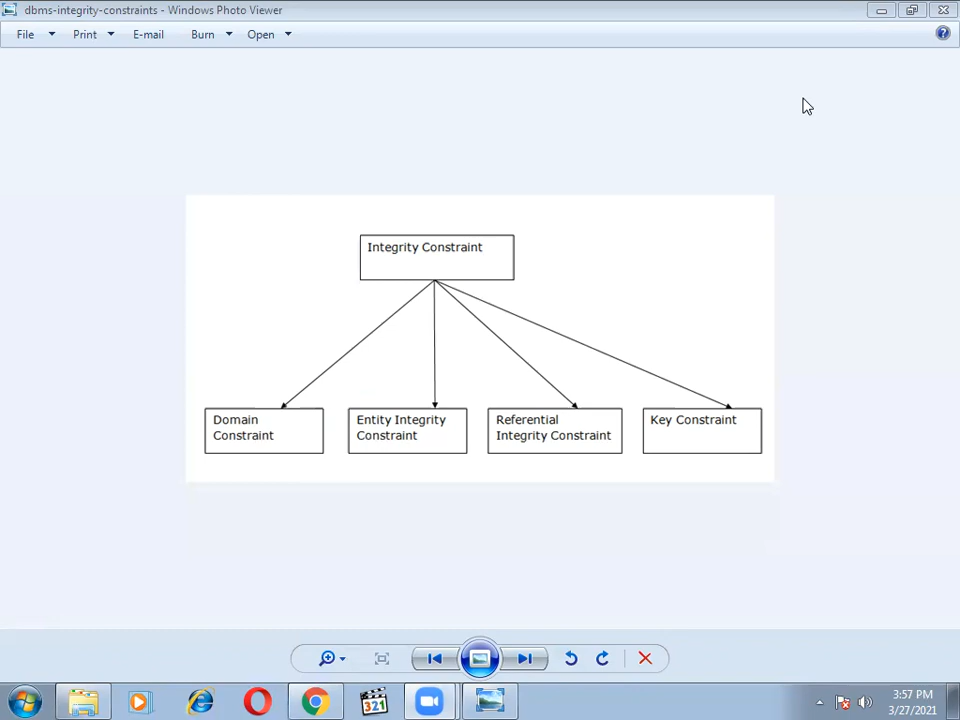 dbms-integrity-constraints - Windows Photo Viewer
File Print E-mail Burn Open
Integrity Constraint
Domain
Constraint
Entity Integrity
Constraint
Referential
Integrity Constraint
Key Constraint
321
3:57 PM
3/27/2021